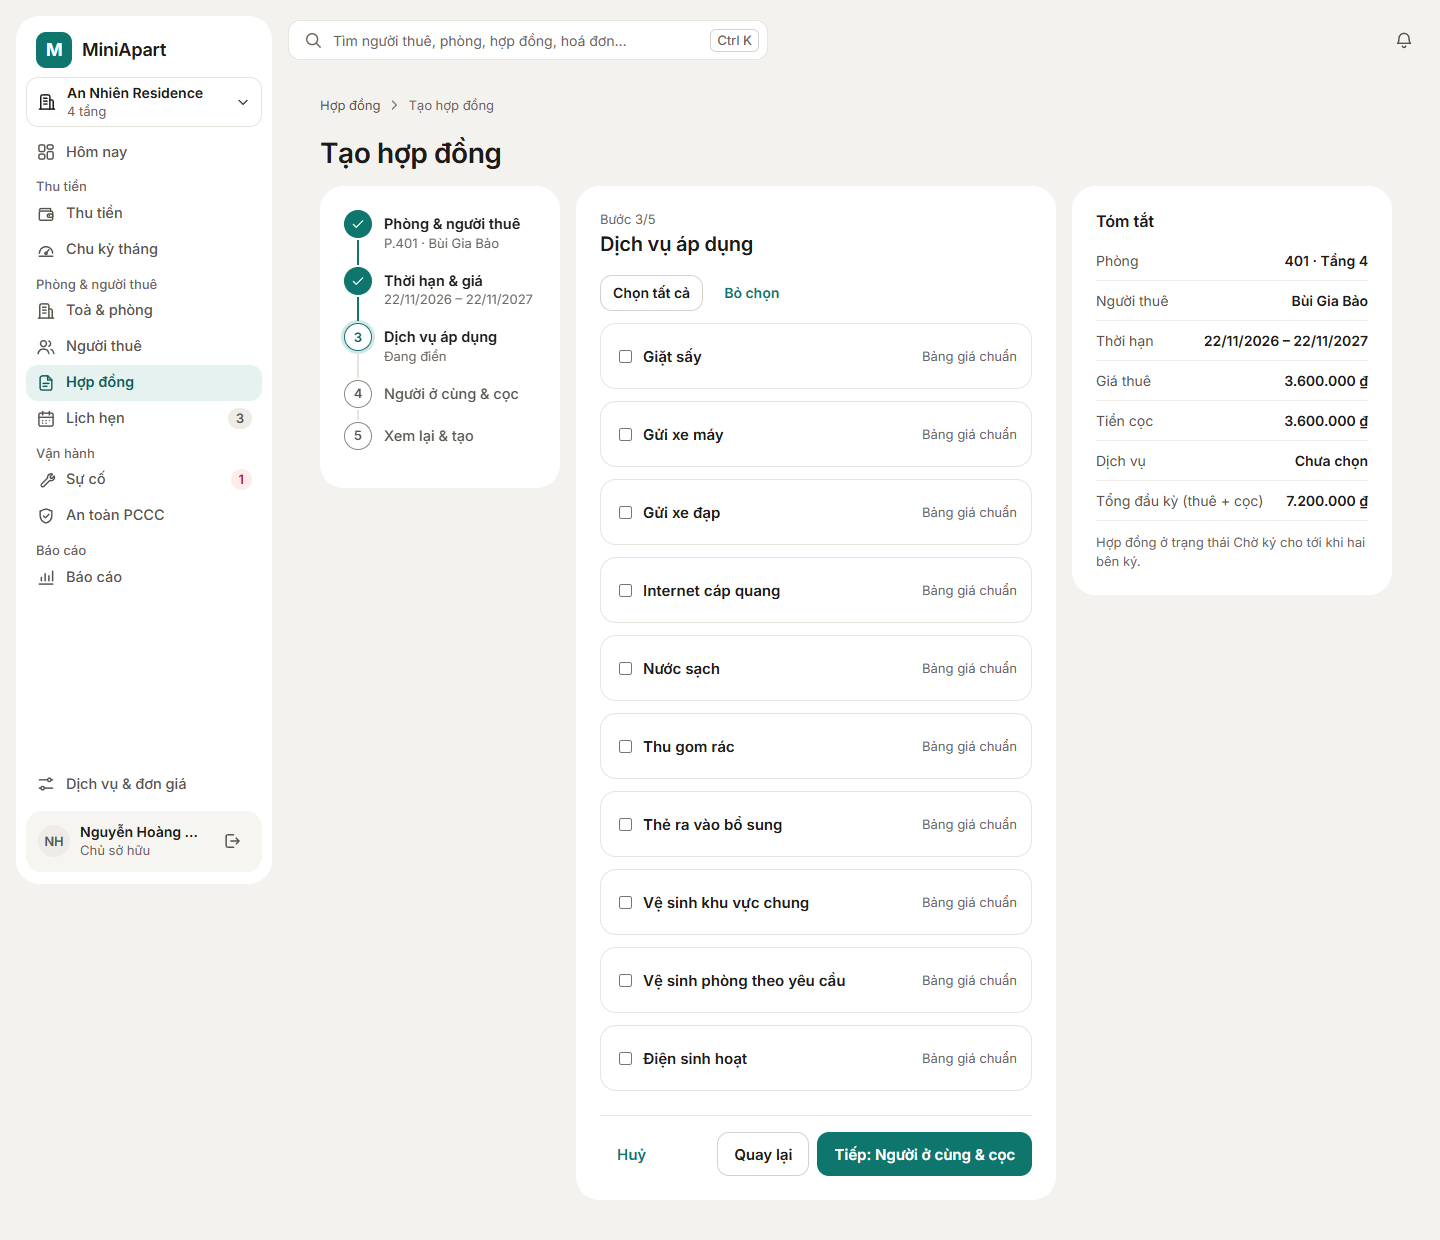 M MiniApart
An Nhiên Residence
4 tầng
Hôm nay
Thu tiền
Thu tiền
Chu kỳ tháng
Phòng & người thuê
Toà & phòng
Người thuê
Hợp đồng
Lịch hẹn 3
Vận hành
Sự cố 1
An toàn PCCC
Báo cáo
Báo cáo
Dịch vụ & đơn giá
NH
Nguyễn Hoàng ...
Chủ sở hữu
Tìm người thuê, phòng, hợp đồng, hoá đơn... Ctrl K
Hợp đồng > Tạo hợp đồng
Tạo hợp đồng
Phòng & người thuê
P.401 · Bùi Gia Bảo
Thời hạn & giá
22/11/2026 – 22/11/2027
3 Dịch vụ áp dụng
Đang điền
4 Người ở cùng & cọc
5 Xem lại & tạo
Bước 3/5
Dịch vụ áp dụng
Chọn tất cả Bỏ chọn
Giặt sấy Bảng giá chuẩn
Gửi xe máy Bảng giá chuẩn
Gửi xe đạp Bảng giá chuẩn
Internet cáp quang Bảng giá chuẩn
Nước sạch Bảng giá chuẩn
Thu gom rác Bảng giá chuẩn
Thẻ ra vào bổ sung Bảng giá chuẩn
Vệ sinh khu vực chung Bảng giá chuẩn
Vệ sinh phòng theo yêu cầu Bảng giá chuẩn
Điện sinh hoạt Bảng giá chuẩn
Huỷ Quay lại Tiếp: Người ở cùng & cọc
Tóm tắt
Phòng 401 · Tầng 4
Người thuê Bùi Gia Bảo
Thời hạn 22/11/2026 – 22/11/2027
Giá thuê 3.600.000 ₫
Tiền cọc 3.600.000 ₫
Dịch vụ Chưa chọn
Tổng đầu kỳ (thuê + cọc) 7.200.000 ₫
Hợp đồng ở trạng thái Chờ ký cho tới khi hai
bên ký.